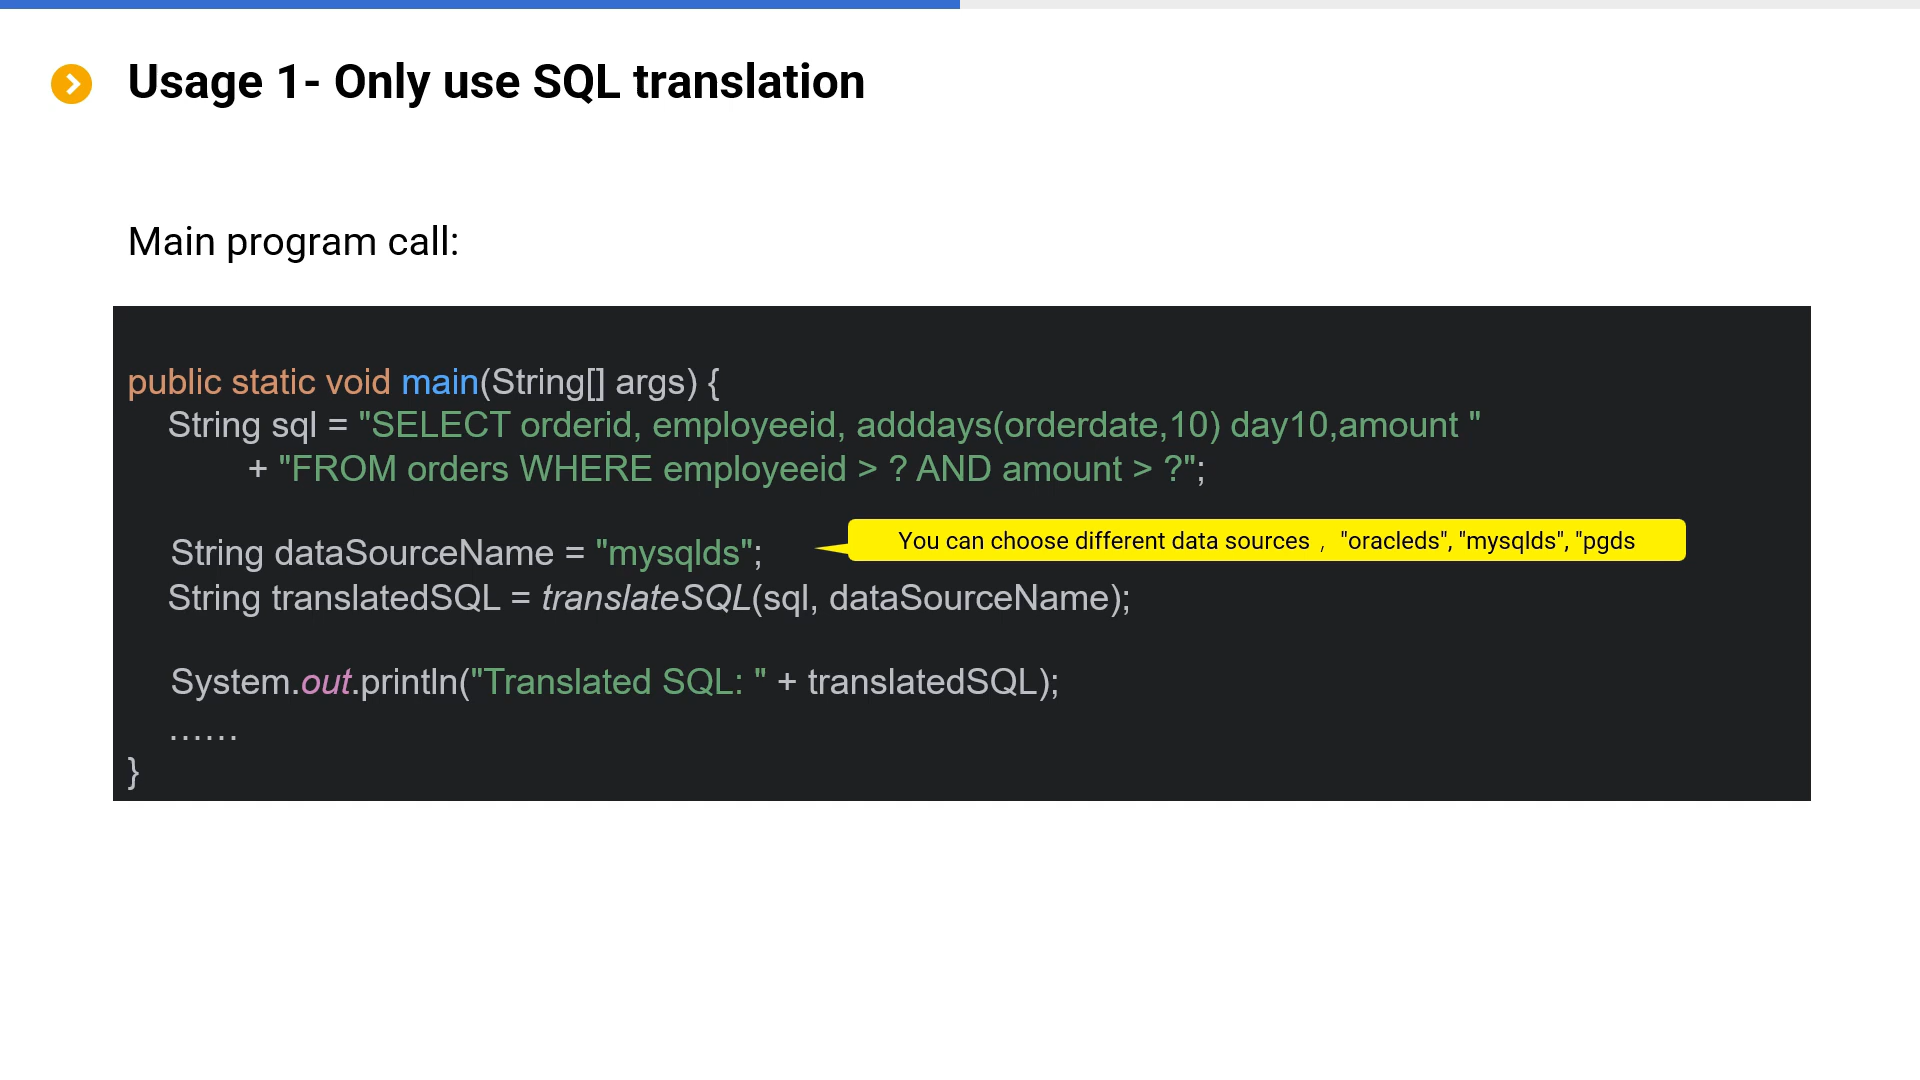 Usage 1- Only use SQL translation
Main program call:
public static void main(String[] args) {
String sql = "SELECT orderid, employeeid, adddays(orderdate,10) day10,amount "
+ "FROM orders WHERE employeeid > ? AND amount > ?";
String dataSourceName = "mysqlds";
You can choose different data sources， "oracleds", "mysqlds", "pgds
String translatedSQL = translateSQL(sql, dataSourceName);
System.out.println("Translated SQL: " + translatedSQL);
……
}